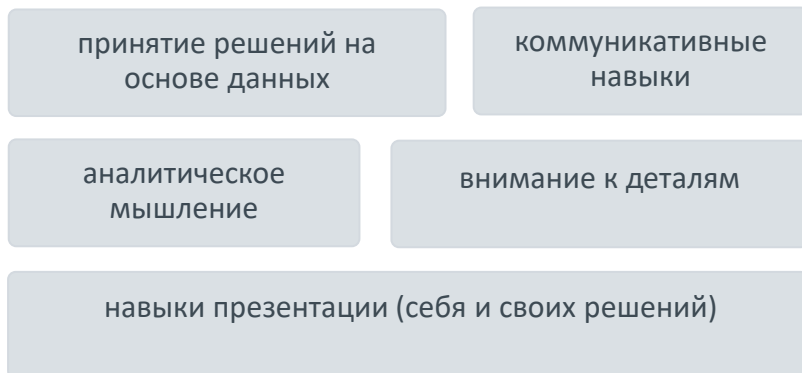 принятие решений на
основе данных
коммуникативные
навыки
аналитическое
мышление
внимание к деталям
навыки презентации (себя и своих решений)